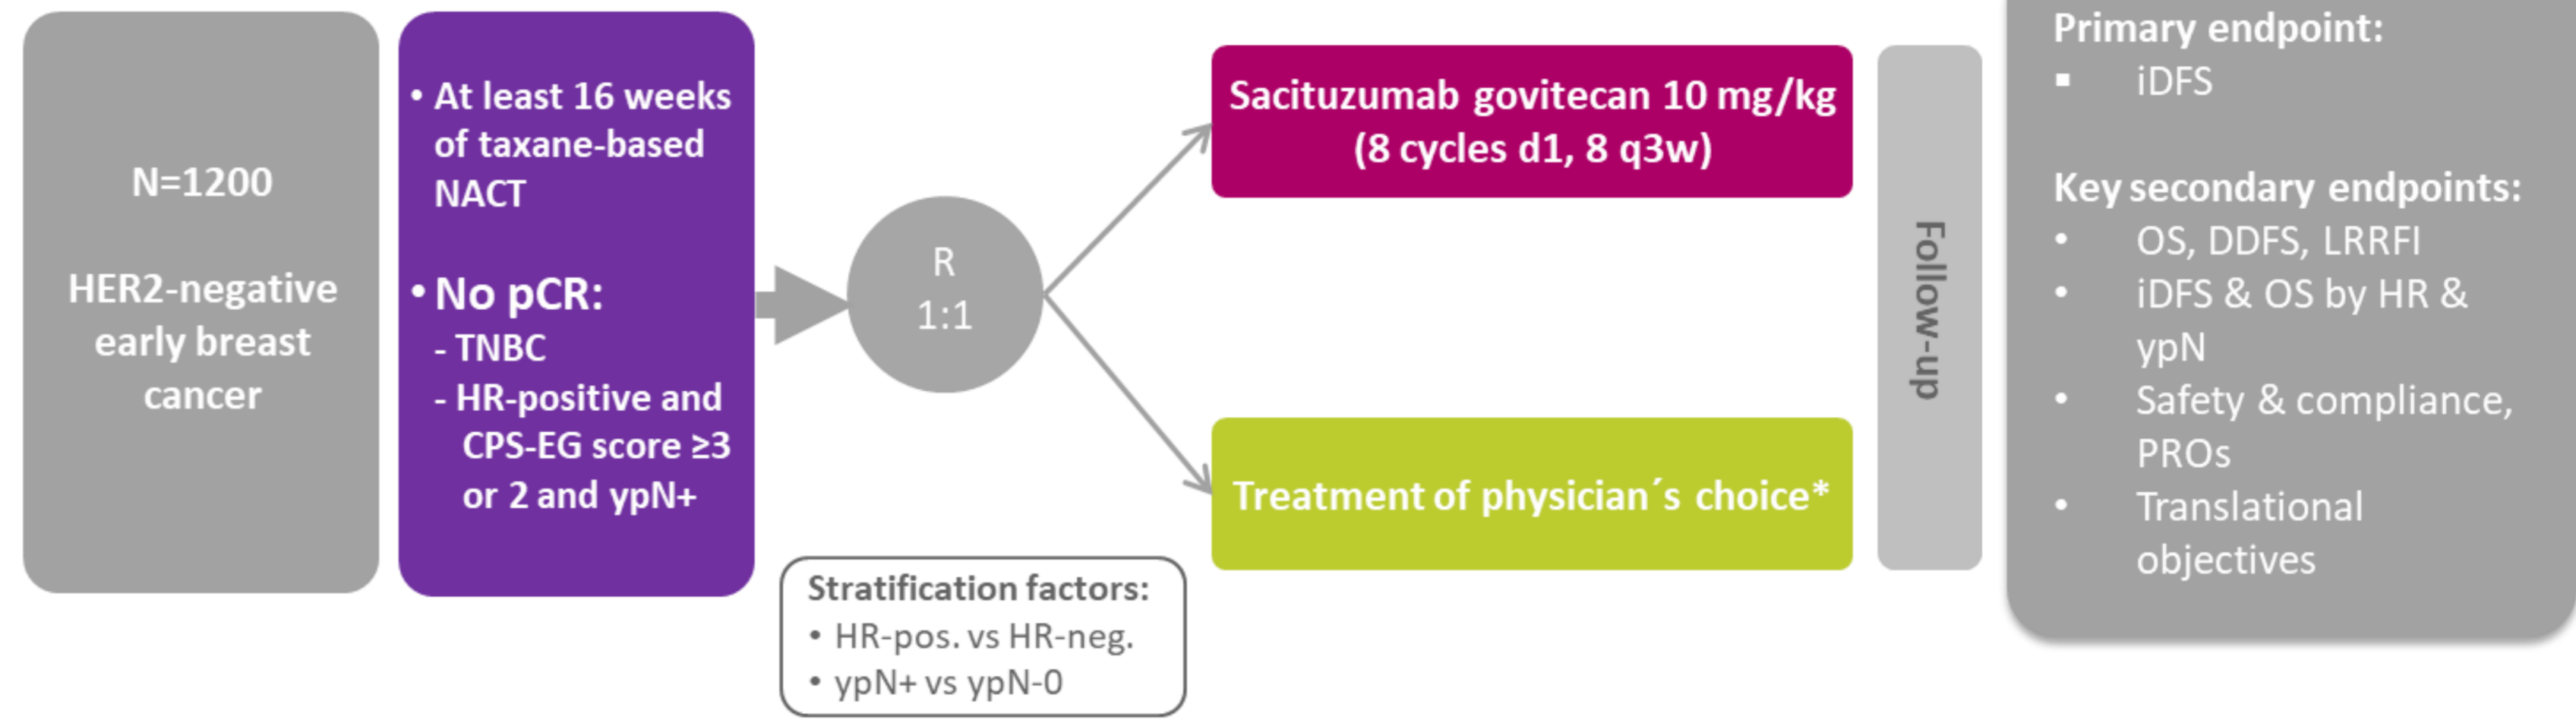 N=1200
HER2-negative
early breast
cancer
• At least 16 weeks
of taxane-based
NACT
• No pCR:
- TNBC
- HR-positive and
CPS-EG score ≥3
or 2 and ypN+
R
1:1
Stratification factors:
• HR-pos. vs HR-neg.
• ypN+ vs ypN-0
Sacituzumab govitecan 10 mg/kg
(8 cycles d1, 8 q3w)
Treatment of physician´s choice*
Follow-up
Primary endpoint:
▪ iDFS
Key secondary endpoints:
• OS, DDFS, LRRFI
• iDFS & OS by HR &
ypN
• Safety & compliance,
PROs
• Translational
objectives